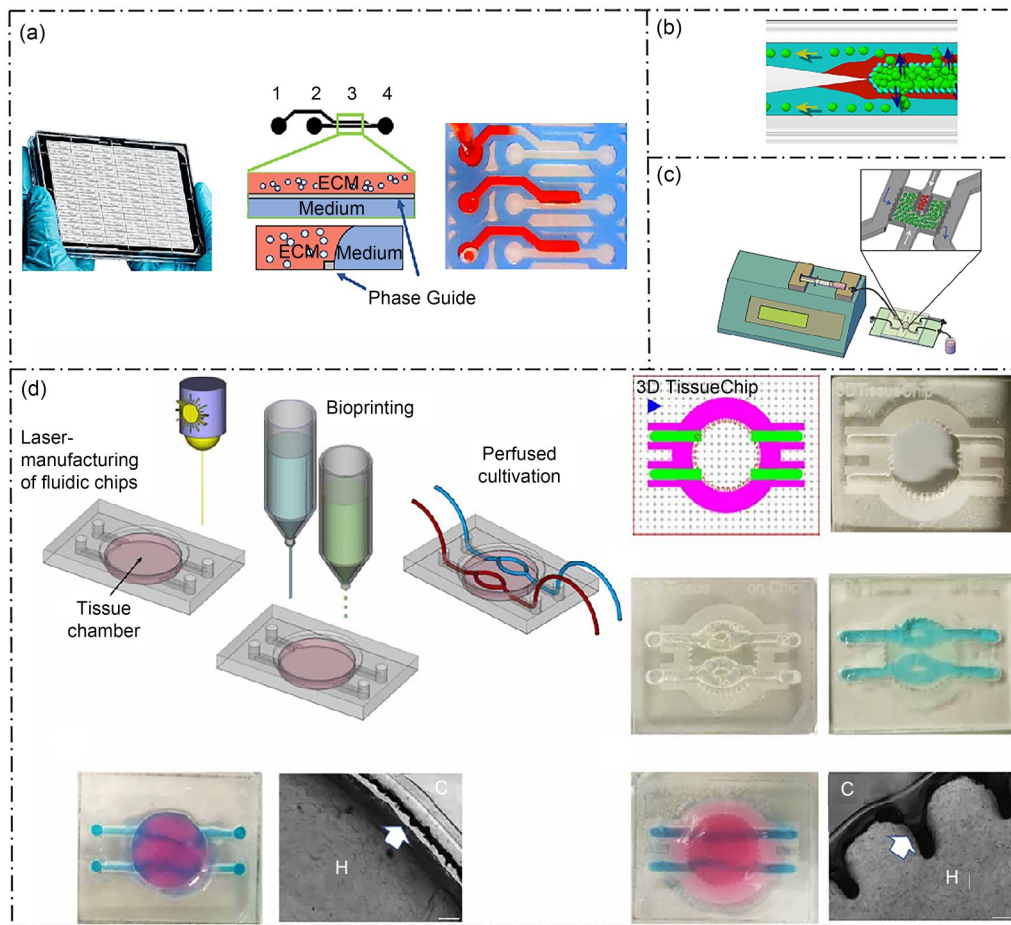 (a)
1 2 3 4
ECM
Medium
ECM
Medium
Phase Guide
(b)
(c)
(d)
Laser-
manufacturing
of fluidic chips
Tissue
chamber
Bioprinting
Perfused
cultivation
3D TissueChip
3D TissueChip
3D Tissue on Chip
C
H
C
H